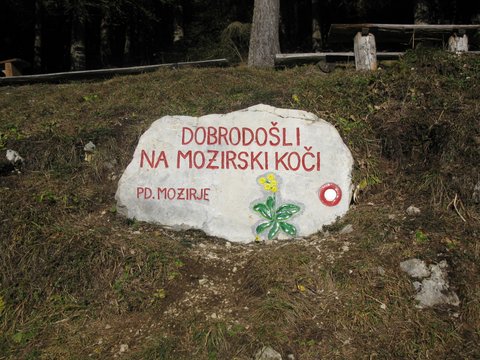 DOBRODOŠLI
NA MOZIRSKI KOČI
PD. MOZIRJE